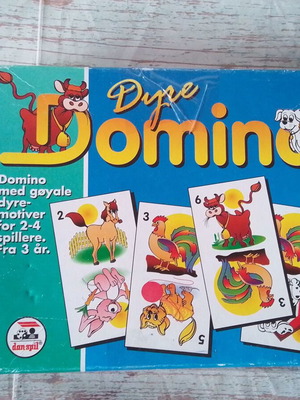 Dyre
Domino
Domino
med gøyale
dyre-
motiver
for 2-4
spillere.
Fra 3 år.
2
3
6
5
dan-spil